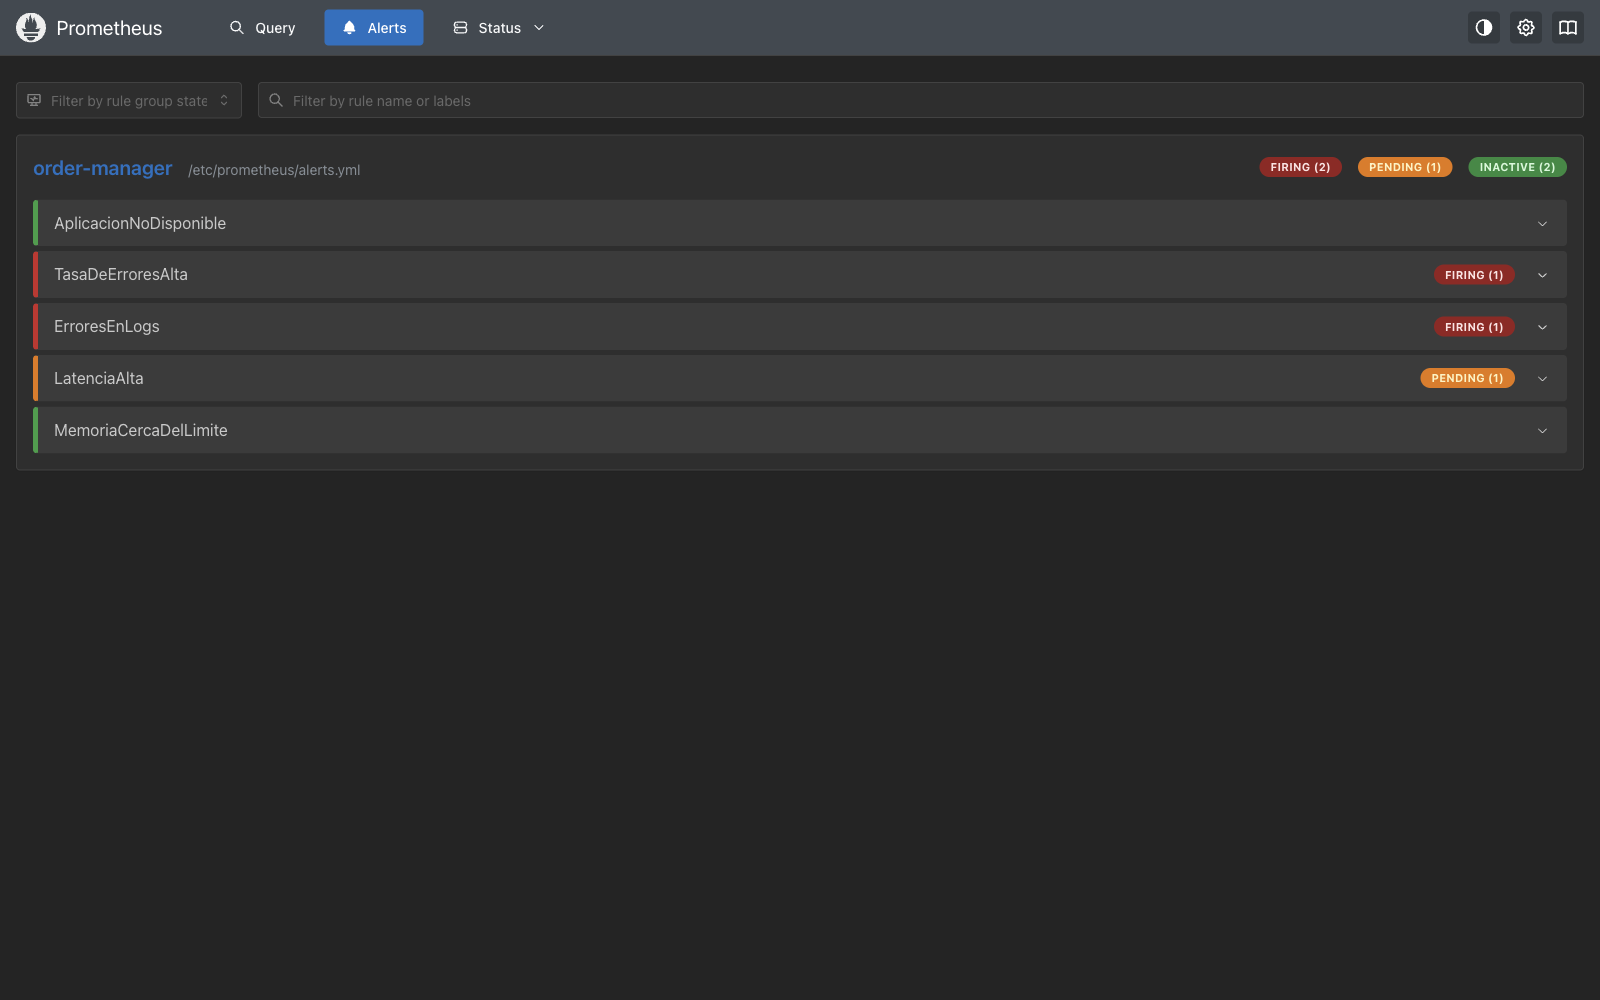 Prometheus Query Alerts Status
Filter by rule group state Filter by rule name or labels
order-manager /etc/prometheus/alerts.yml FIRING (2) PENDING (1) INACTIVE (2)
AplicacionNoDisponible
TasaDeErroresAlta FIRING (1)
ErroresEnLogs FIRING (1)
LatenciaAlta PENDING (1)
MemoriaCercaDelLimite